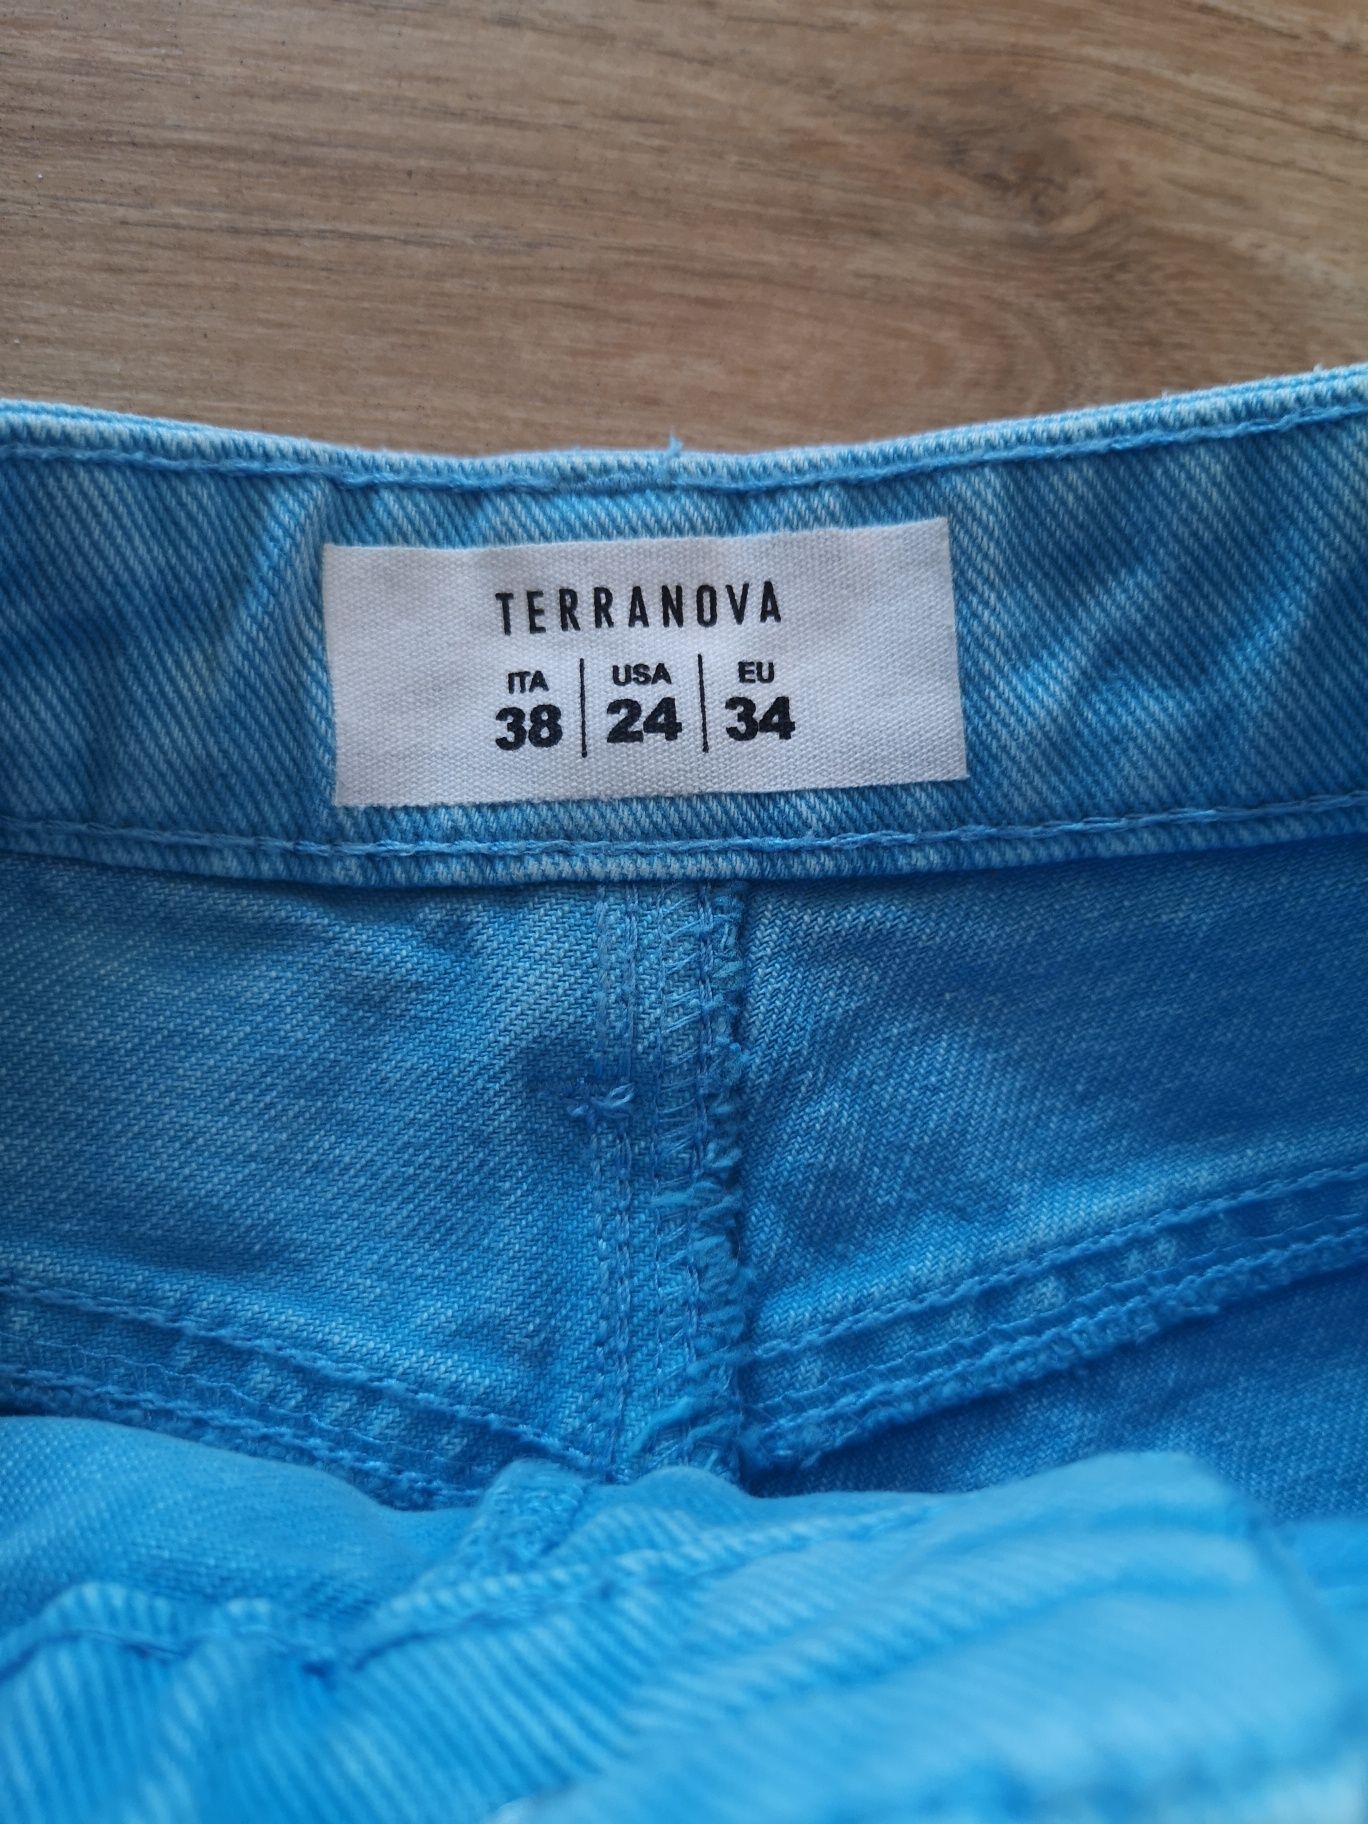 TERRANOVA
ITA | USA | EU
38 | 24 | 34